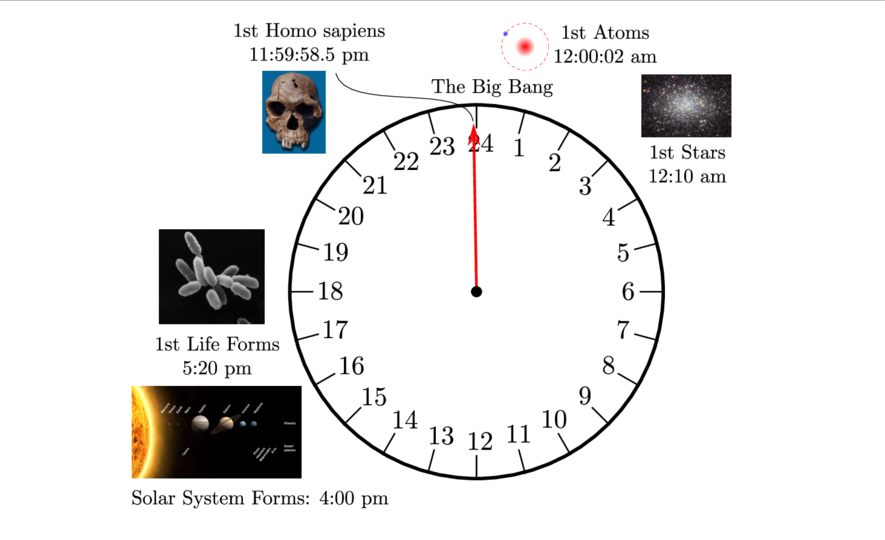 1st Homo sapiens
11:59:58.5 pm
1st Atoms
12:00:02 am
The Big Bang
1st Stars
12:10 am
24
1
2
3
4
5
6
7
8
9
10
11
12
13
14
15
16
17
18
19
20
21
22
23
1st Life Forms
5:20 pm
Solar System Forms: 4:00 pm